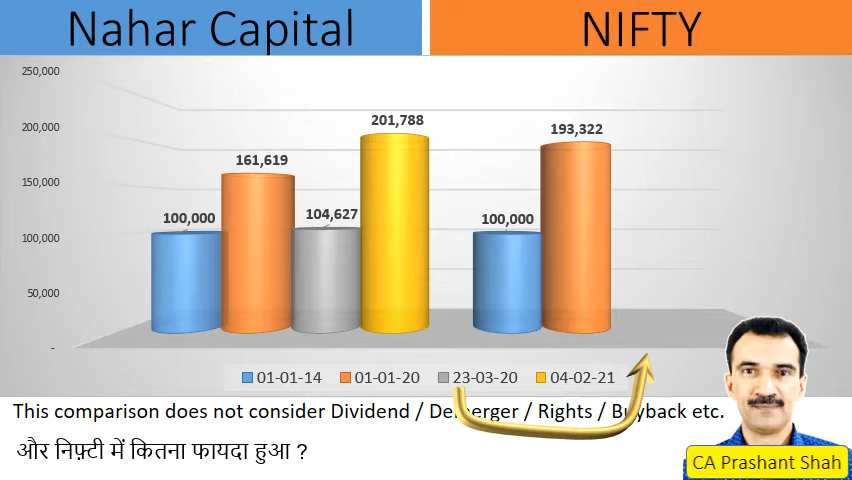 Nahar Capital
NIFTY
250,000
200,000
150,000
100,000
50,000
-
100,000
161,619
104,627
201,788
100,000
193,322
01-01-14 01-01-20 23-03-20 04-02-21
This comparison does not consider Dividend / Demerger / Rights / Buyback etc.
और निफ़्टी में कितना फायदा हुआ ?
CA Prashant Shah